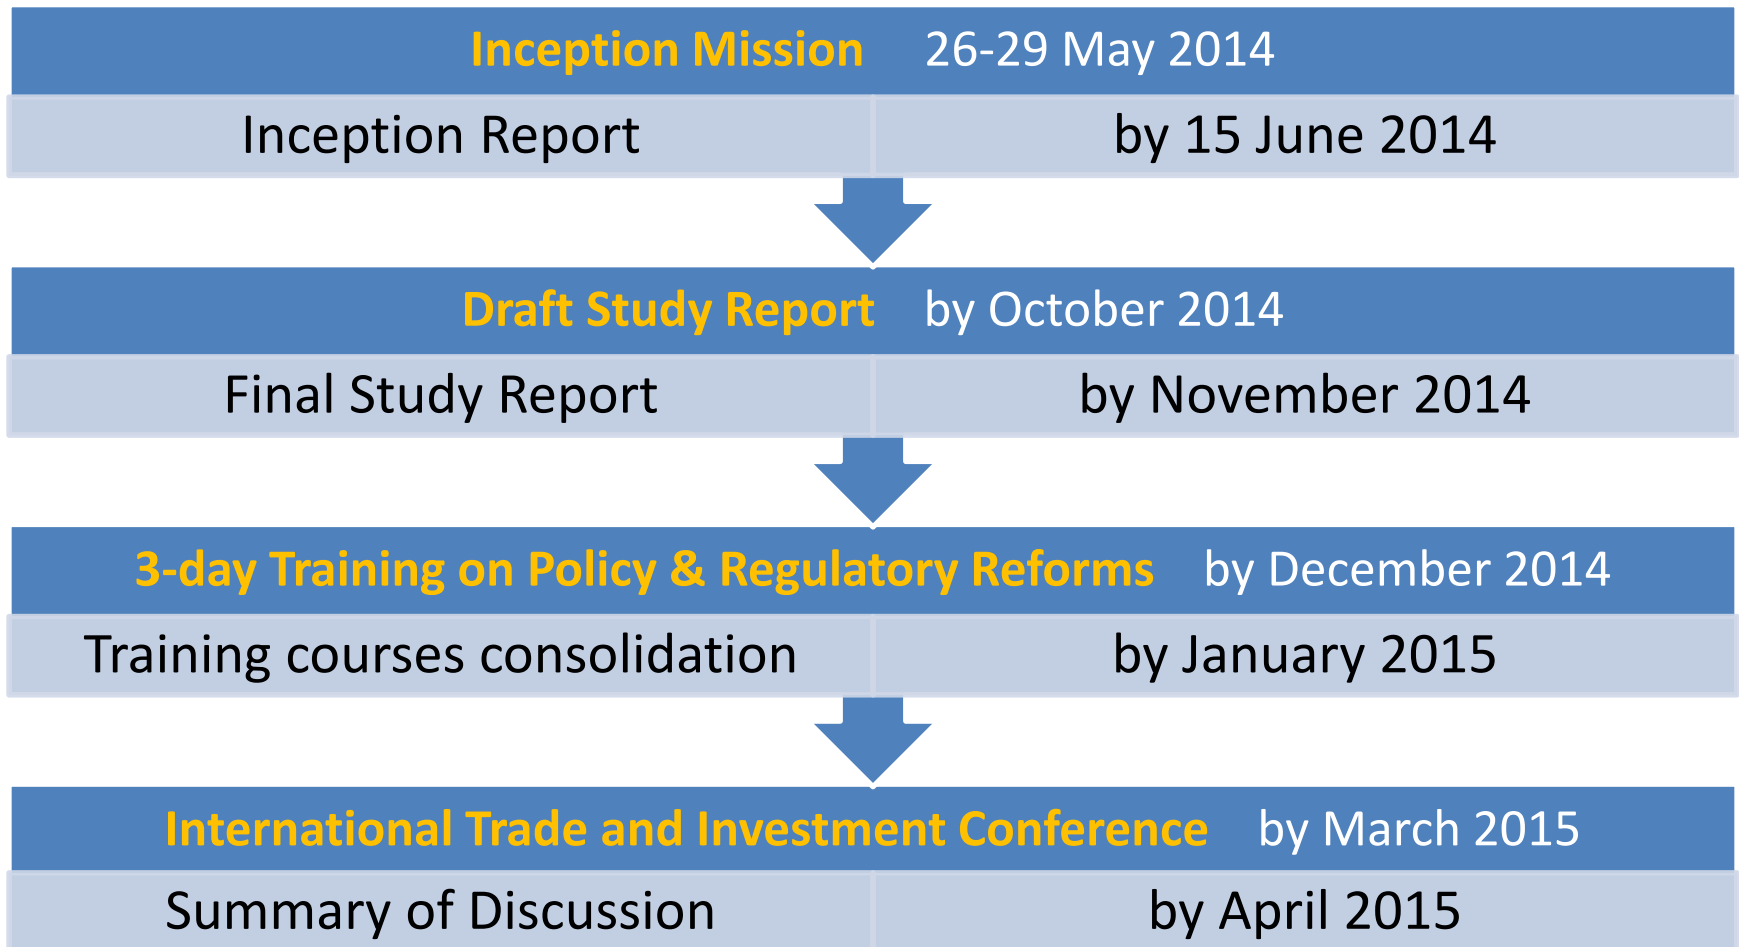 Inception Mission 26-29 May 2014
Inception Report by 15 June 2014
Draft Study Report by October 2014
Final Study Report by November 2014
3-day Training on Policy & Regulatory Reforms by December 2014
Training courses consolidation by January 2015
International Trade and Investment Conference by March 2015
Summary of Discussion by April 2015